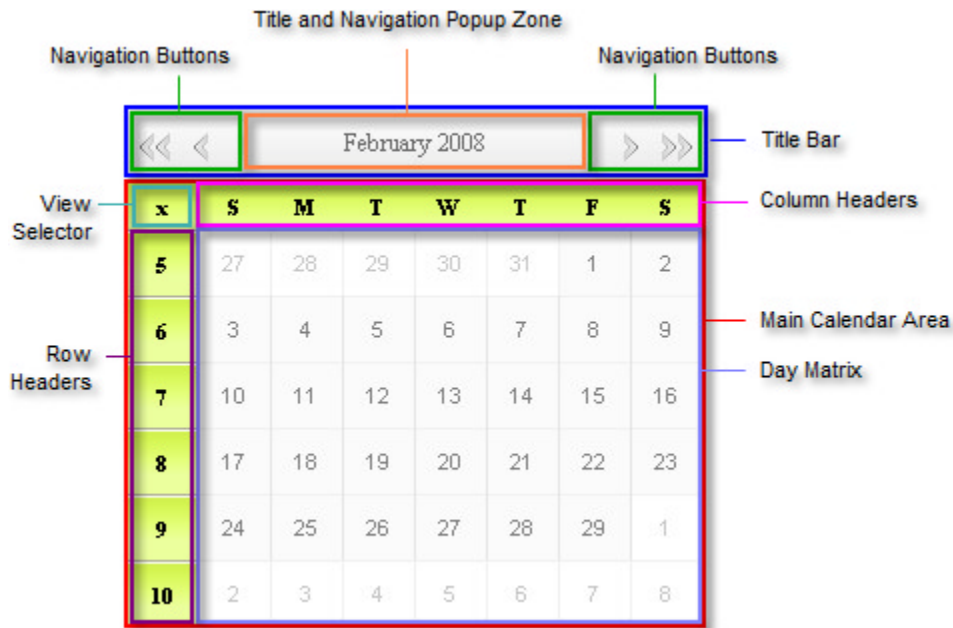 Title and Navigation Popup Zone
Navigation Buttons
Navigation Buttons
February 2008
Title Bar
View
Selector
x S M T W T F S
Column Headers
5 27 28 29 30 31 1 2
6 3 4 5 6 7 8 9
Main Calendar Area
Row
Headers
Day Matrix
7 10 11 12 13 14 15 16
8 17 18 19 20 21 22 23
9 24 25 26 27 28 29 1
10 2 3 4 5 6 7 8